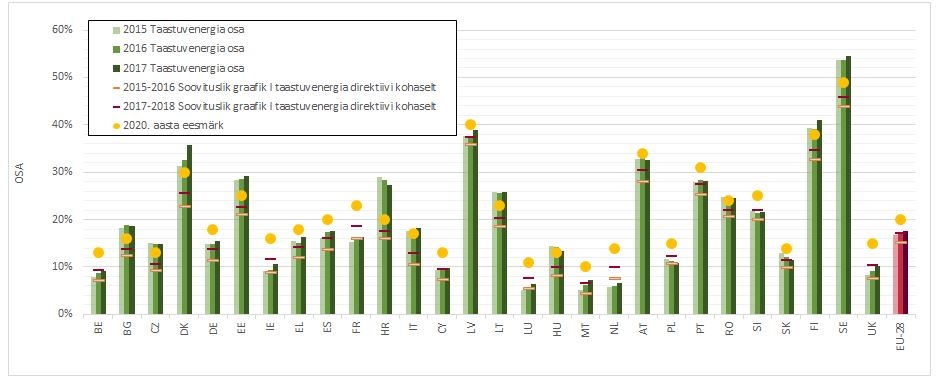 60%
50%
40%
30%
20%
10%
0%
OSA
2015 Taastuvenergia osa
2016 Taastuvenergia osa
2017 Taastuvenergia osa
2015-2016 Soovituslik graafik I taastuvenergia direktiivi kohaselt
2017-2018 Soovituslik graafik I taastuvenergia direktiivi kohaselt
2020. aasta eesmärk
BE
BG
CZ
DK
DE
EE
IE
EL
ES
FR
HR
IT
CY
LV
LT
LU
HU
MT
NL
AT
PL
PT
RO
SI
SK
FI
SE
UK
EU-28